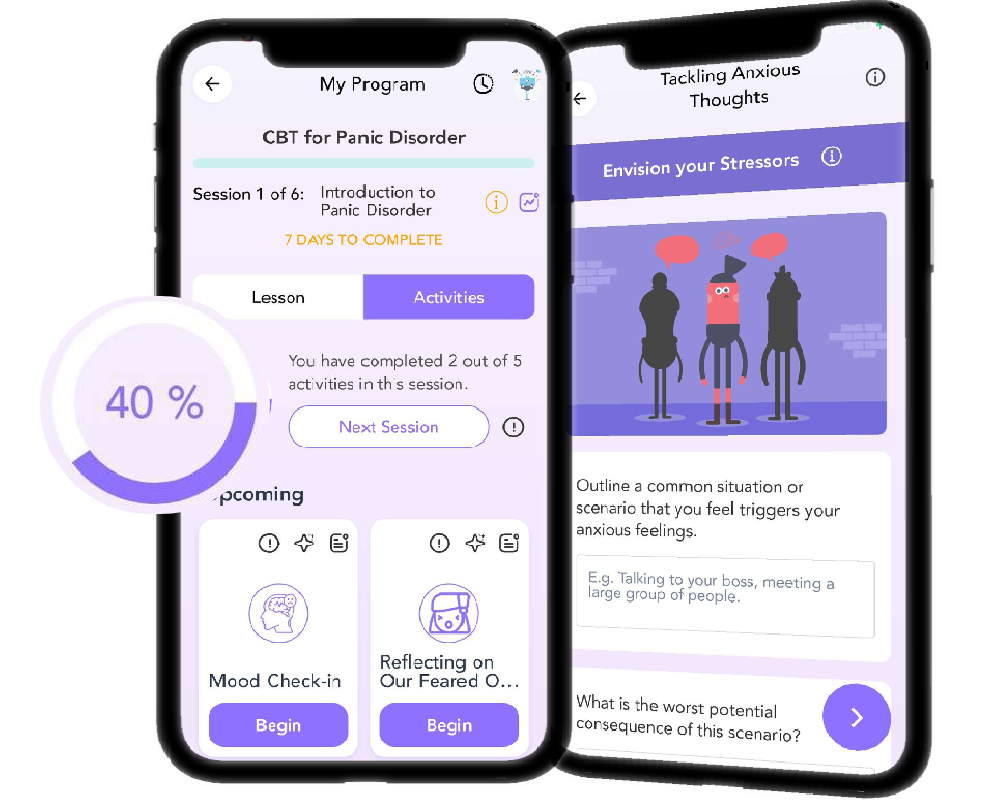 My Program
CBT for Panic Disorder
Session 1 of 6:
Introduction to
Panic Disorder
7 DAYS TO COMPLETE
Lesson
Activities
40 %
You have completed 2 out of 5
activities in this session.
Next Session
pcoming
Mood Check-in
Begin
Reflecting on
Our Feared O...
Begin
Tackling Anxious
Thoughts
Envision your Stressors
Outline a common situation or
scenario that you feel triggers your
anxious feelings.
E.g. Talking to your boss, meeting a
large group of people.
What is the worst potential
consequence of this scenario?